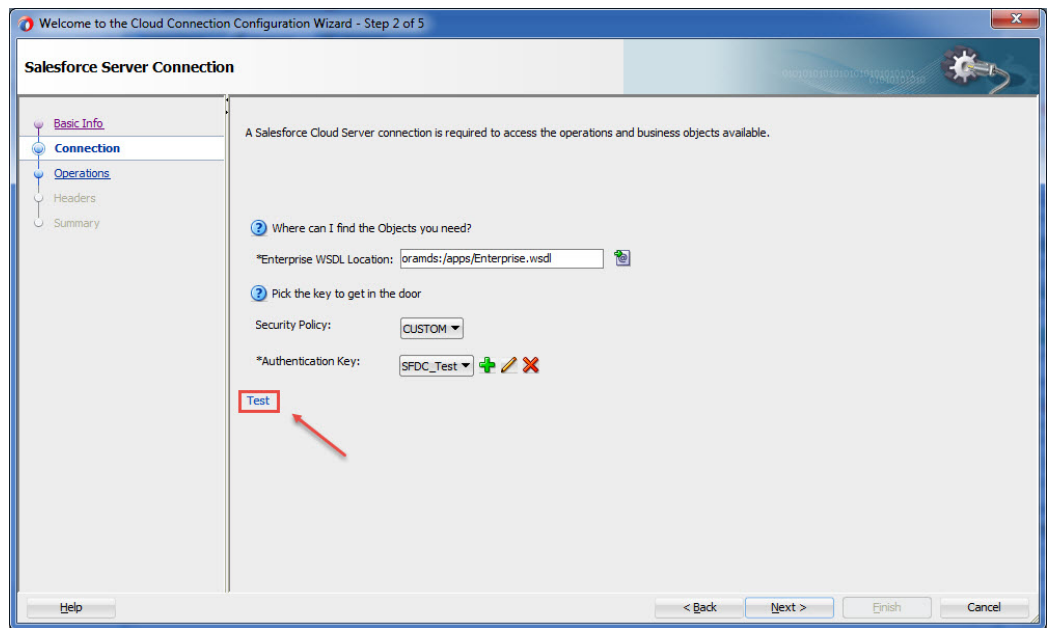 Welcome to the Cloud Connection Configuration Wizard - Step 2 of 5
Salesforce Server Connection
Basic Info
Connection
Operations
Headers
Summary
A Salesforce Cloud Server connection is required to access the operations and business objects available.
Where can I find the Objects you need?
*Enterprise WSDL Location: oramds:/apps/Enterprise.wsdl
Pick the key to get in the door
Security Policy: CUSTOM
*Authentication Key: SFDC_Test
Test
Help < Back Next > Finish Cancel